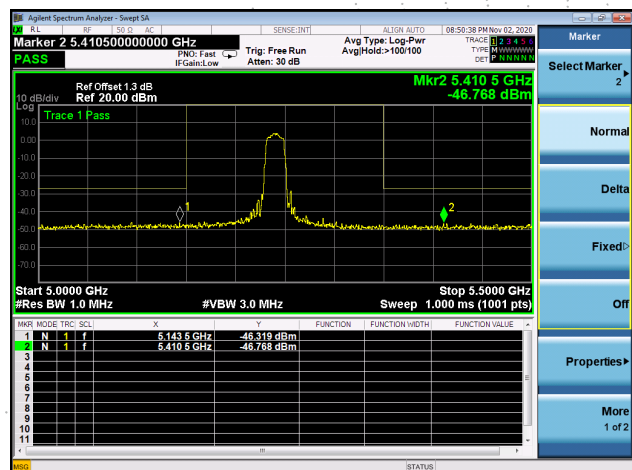 Agilent Spectrum Analyzer - Swept SA
RL RF 50 Ω AC SENSE:INT ALIGN AUTO 08:50:38 PM Nov 02, 2020
Marker 2 5.410500000000 GHz
PNO: Fast
IFGain:Low
Trig: Free Run
Atten: 30 dB
Avg Type: Log-Pwr
Avg|Hold:>100/100
TRACE 1 2 3 4 5 6
TYPE M WWWWW
DET P N N N N N
PASS
Mkr2 5.410 5 GHz
-46.768 dBm
Ref Offset 1.3 dB
10 dB/div Ref 20.00 dBm
Log
Trace 1 Pass
10.0
0.00
-10.0
-20.0
-30.0
-40.0
-50.0
-60.0
-70.0
1
2
Start 5.0000 GHz Stop 5.5000 GHz
#Res BW 1.0 MHz #VBW 3.0 MHz Sweep 1.000 ms (1001 pts)
MKR MODE TRC SCL X Y FUNCTION FUNCTION WIDTH FUNCTION VALUE
1 N 1 f 5.143 5 GHz -46.319 dBm
2 N 1 f 5.410 5 GHz -46.768 dBm
3
4
5
6
7
8
9
10
11
MSG STATUS
Marker
Select Marker
2
Normal
Delta
Fixed
Off
Properties
More
1 of 2